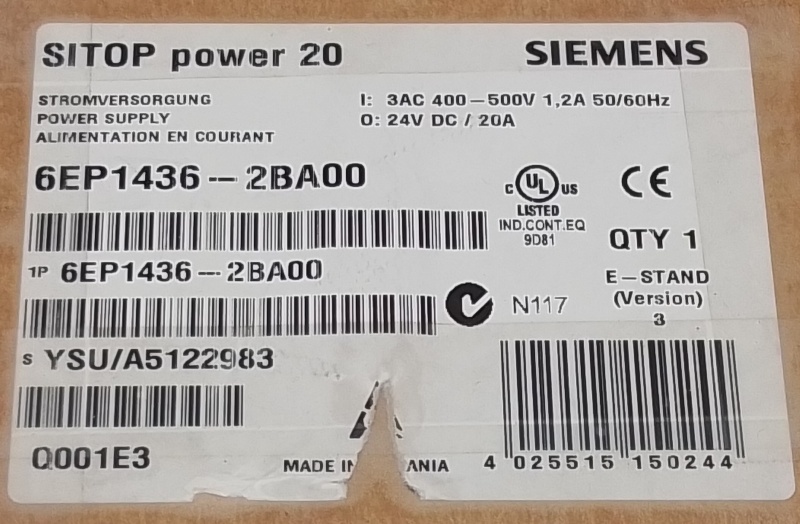 SITOP power 20
SIEMENS
STROMVERSORGUNG
POWER SUPPLY
ALIMENTATION EN COURANT
I: 3AC 400-500V 1,2A 50/60Hz
O: 24V DC / 20A
6EP1436-2BA00
C UL US
LISTED
IND.CONT.EQ
9D81
CE
QTY 1
1P 6EP1436-2BA00
N117
E-STAND
(Version)
3
S YSU/A5122983
Q001E3
MADE IN
4 025515 150244